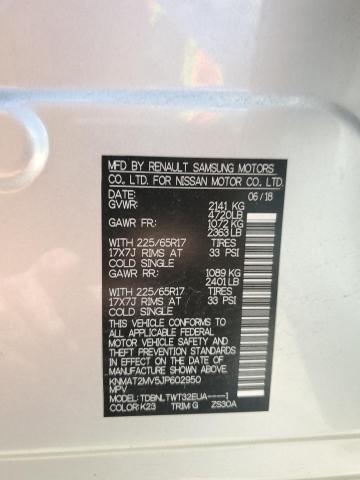 MFD BY RENAULT SAMSUNG MOTORS
CO., LTD. FOR NISSAN MOTOR CO., LTD.
DATE: 06/18
GVWR: 2141 KG
4720LB
GAWR FR: 1072 KG
2363LB
WITH 225/65R17 TIRES
17X7J RIMS AT 33 PSI
COLD SINGLE
GAWR RR: 1089 KG
2401LB
WITH 225/65R17 TIRES
17X7J RIMS AT 33 PSI
COLD SINGLE
THIS VEHICLE CONFORMS TO
ALL APPLICABLE FEDERAL
MOTOR VEHICLE SAFETY AND
THEFT PREVENTION STANDARDS
IN EFFECT ON THE DATE OF
MANUFACTURE SHOWN ABOVE.
KNMAT2MV5JP602950
MPV
MODEL: TDBNLTWT32EUA----1
COLOR: K23 TRIM: G ZS30A